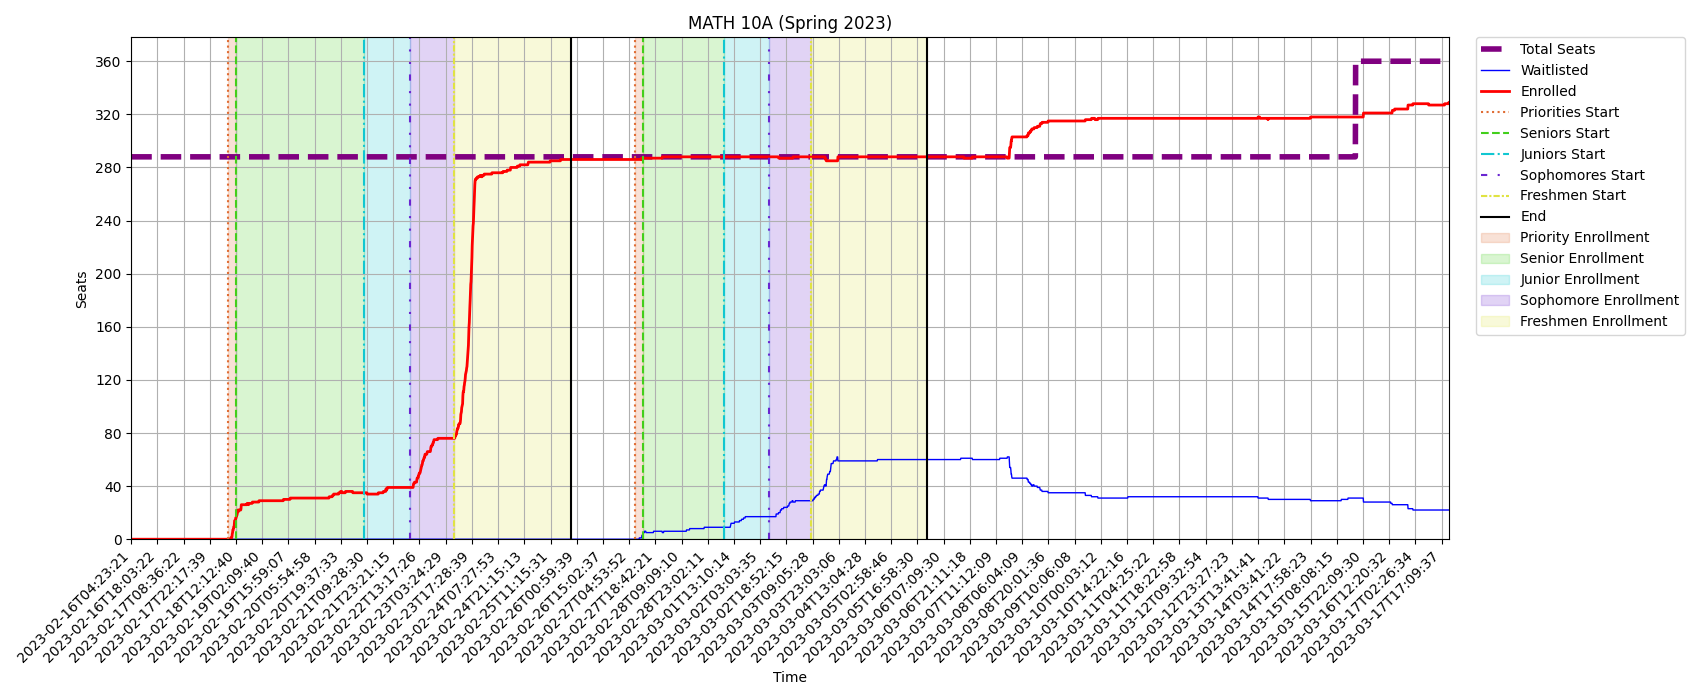 MATH 10A (Spring 2023)
Seats
360
320
280
240
200
160
120
80
40
0
2023-02-16T04:23:21
2023-02-16T18:03:22
2023-02-17T08:36:22
2023-02-17T22:17:39
2023-02-18T12:12:40
2023-02-19T02:09:40
2023-02-19T15:59:07
2023-02-20T05:54:58
2023-02-20T19:37:33
2023-02-21T09:28:30
2023-02-21T23:21:15
2023-02-22T13:17:26
2023-02-23T03:24:29
2023-02-23T17:28:39
2023-02-24T07:27:53
2023-02-24T21:15:13
2023-02-25T11:15:31
2023-02-26T00:59:39
2023-02-26T15:02:37
2023-02-27T04:53:52
2023-02-27T18:42:21
2023-02-28T09:09:10
2023-02-28T23:02:11
2023-03-01T13:10:14
2023-03-02T03:03:35
2023-03-02T18:52:15
2023-03-03T09:05:28
2023-03-03T23:03:06
2023-03-04T13:04:28
2023-03-05T02:58:46
2023-03-05T16:58:30
2023-03-06T07:09:30
2023-03-06T21:11:18
2023-03-07T11:12:09
2023-03-08T06:04:09
2023-03-08T20:01:36
2023-03-09T10:06:08
2023-03-10T00:03:12
2023-03-10T14:22:16
2023-03-11T04:25:22
2023-03-11T18:22:58
2023-03-12T09:32:54
2023-03-12T23:27:23
2023-03-13T13:41:41
2023-03-14T03:41:22
2023-03-14T17:58:23
2023-03-15T08:08:15
2023-03-15T22:09:30
2023-03-16T12:20:32
2023-03-17T02:26:34
2023-03-17T17:09:37
Time
Total Seats
Waitlisted
Enrolled
Priorities Start
Seniors Start
Juniors Start
Sophomores Start
Freshmen Start
End
Priority Enrollment
Senior Enrollment
Junior Enrollment
Sophomore Enrollment
Freshmen Enrollment